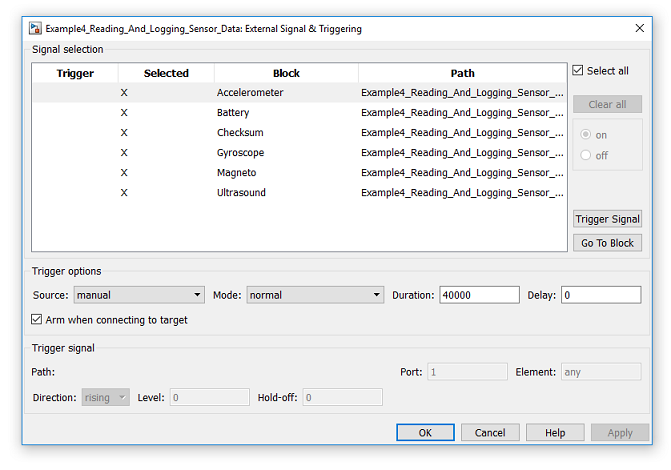 Example4_Reading_And_Logging_Sensor_Data: External Signal & Triggering
Signal selection
Trigger Selected Block Path
X Accelerometer Example4_Reading_And_Logging_Sensor_...
X Battery Example4_Reading_And_Logging_Sensor_...
X Checksum Example4_Reading_And_Logging_Sensor_...
X Gyroscope Example4_Reading_And_Logging_Sensor_...
X Magneto Example4_Reading_And_Logging_Sensor_...
X Ultrasound Example4_Reading_And_Logging_Sensor_...
Select all
Clear all
on
off
Trigger Signal
Go To Block
Trigger options
Source: manual Mode: normal Duration: 40000 Delay: 0
Arm when connecting to target
Trigger signal
Path: Port: 1 Element: any
Direction: rising Level: 0 Hold-off: 0
OK Cancel Help Apply